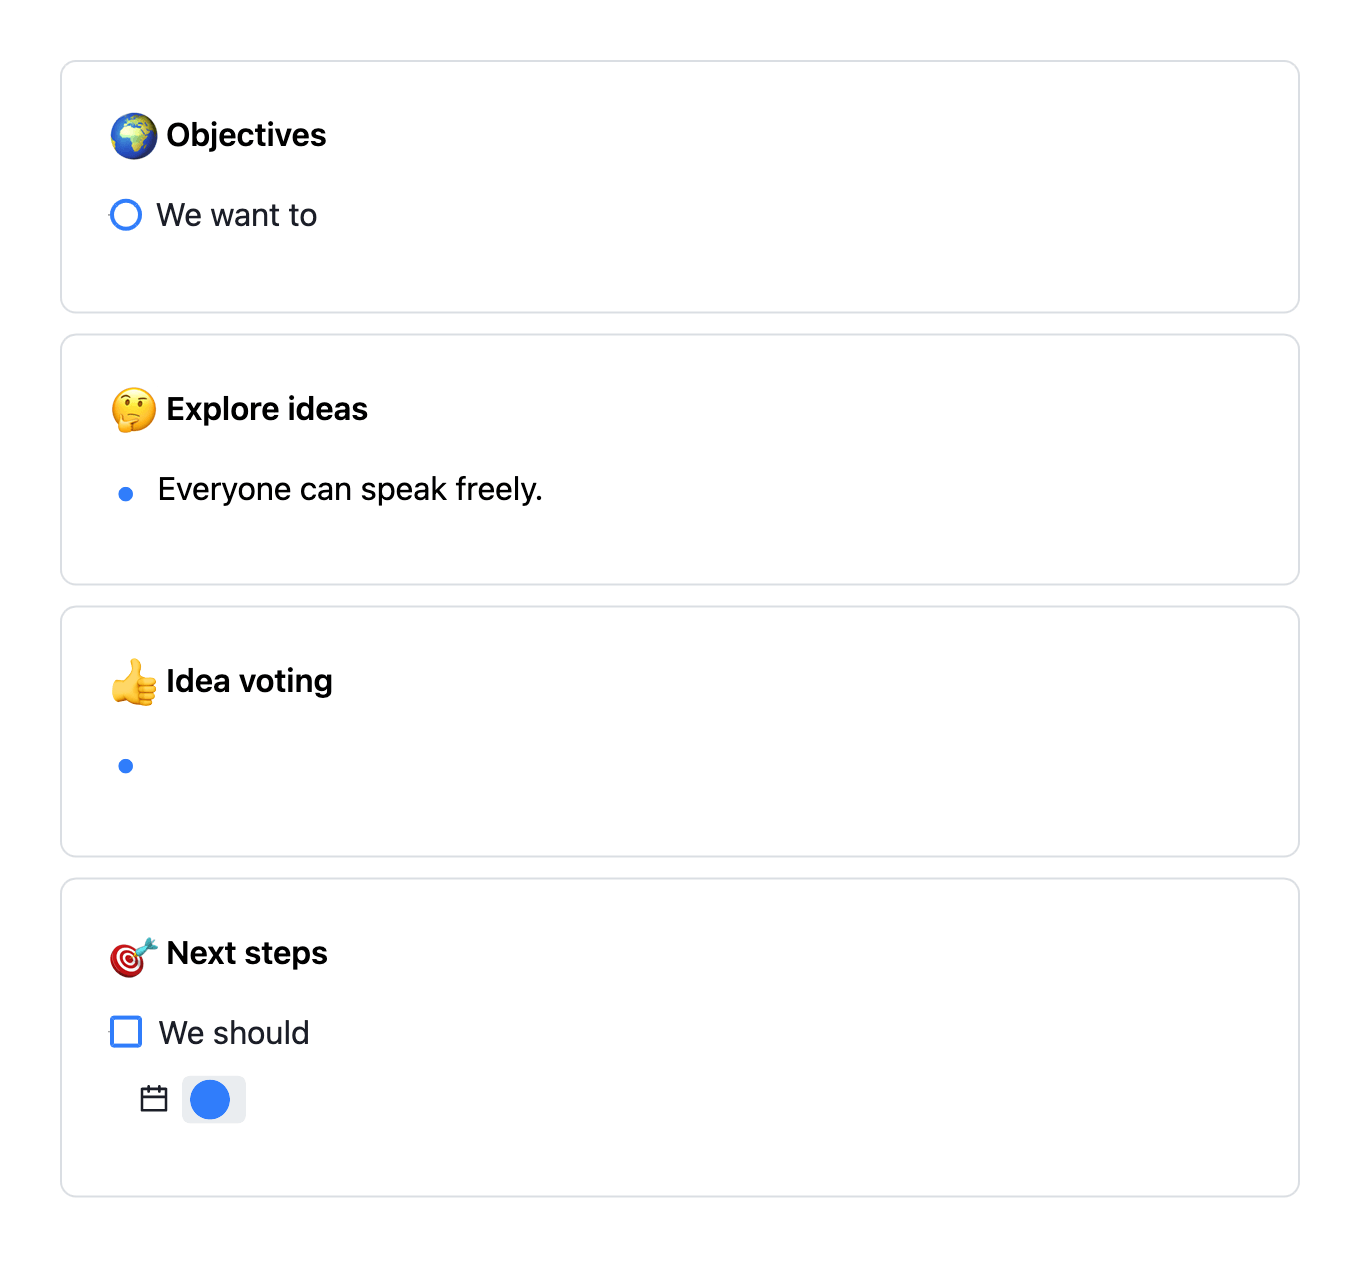 Objectives
We want to
Explore ideas
Everyone can speak freely.
Idea voting
Next steps
We should